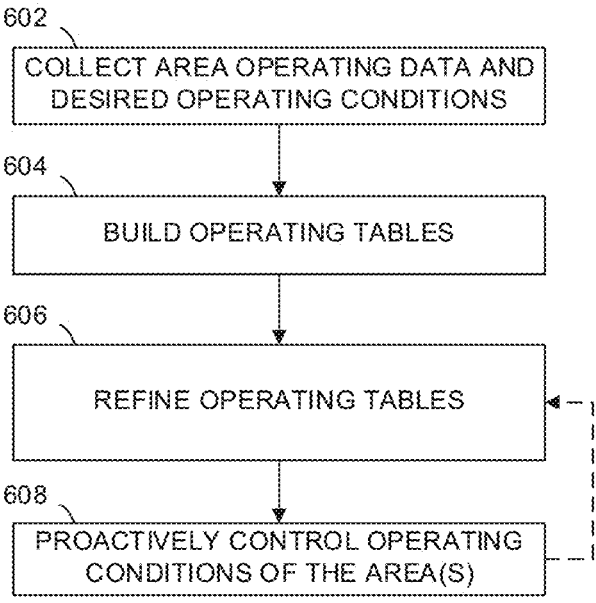 602
COLLECT AREA OPERATING DATA AND
DESIRED OPERATING CONDITIONS
604
BUILD OPERATING TABLES
606
REFINE OPERATING TABLES
608
PROACTIVELY CONTROL OPERATING
CONDITIONS OF THE AREA(S)